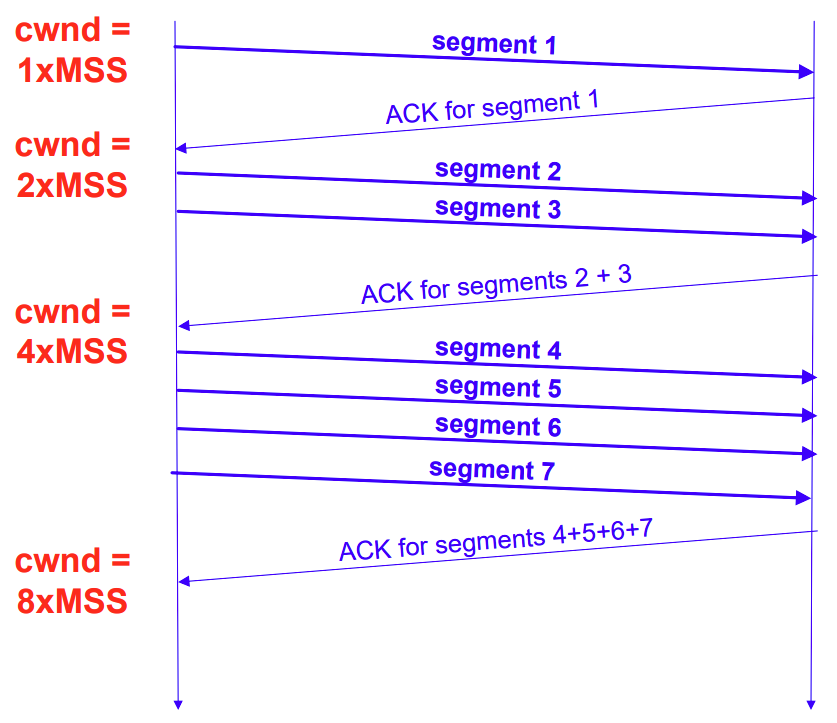 cwnd =
1xMSS
segment 1
ACK for segment 1
cwnd =
2xMSS
segment 2
segment 3
ACK for segments 2 + 3
cwnd =
4xMSS
segment 4
segment 5
segment 6
segment 7
ACK for segments 4+5+6+7
cwnd =
8xMSS